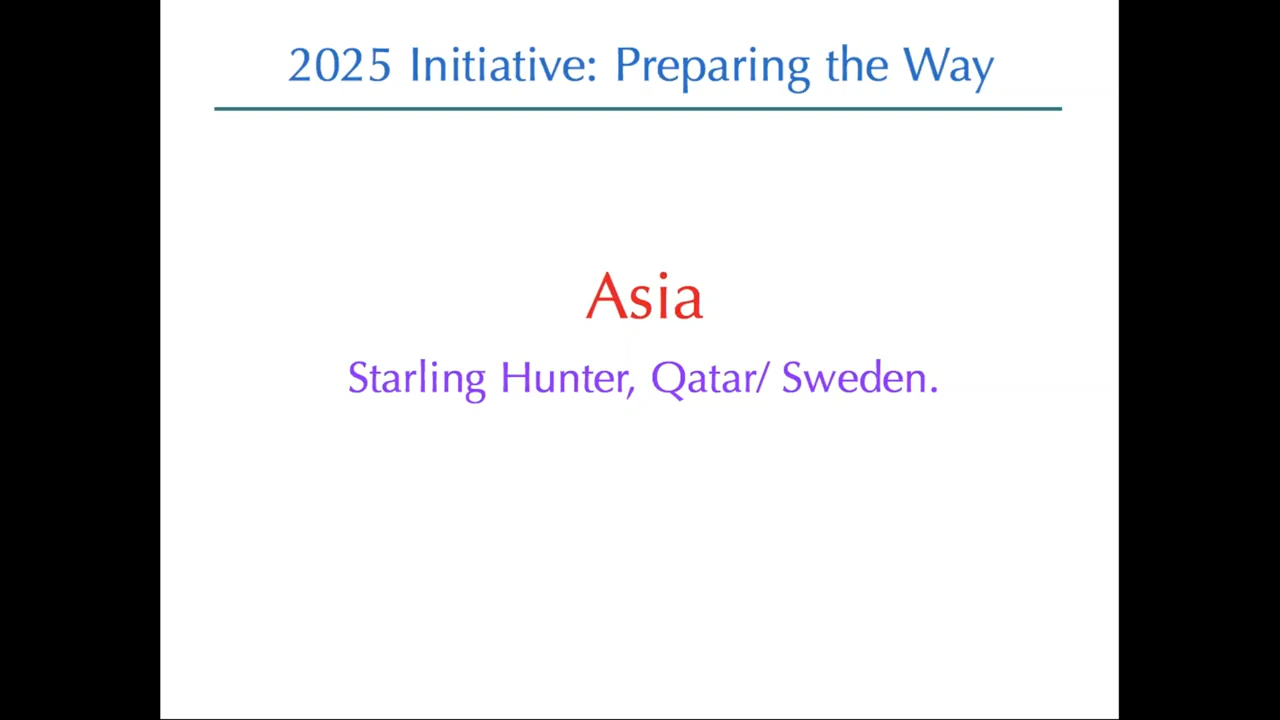 2025 Initiative: Preparing the Way
Asia
Starling Hunter, Qatar/ Sweden.